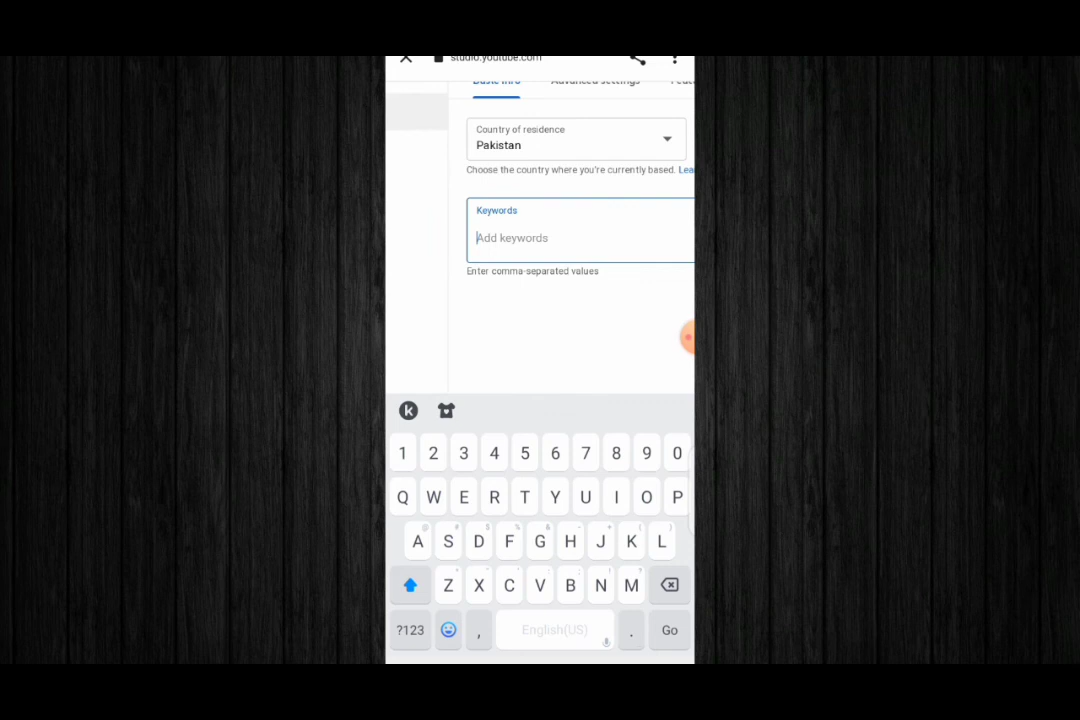 studio.youtube.com
Basic info Advanced settings
Country of residence
Pakistan
Choose the country where you're currently based.
Keywords
Add keywords
Enter comma-separated values
1 2 3 4 5 6 7 8 9 0
Q W E R T Y U I O P
A S D F G H J K L
Z X C V B N M
?123 , English(US) . Go